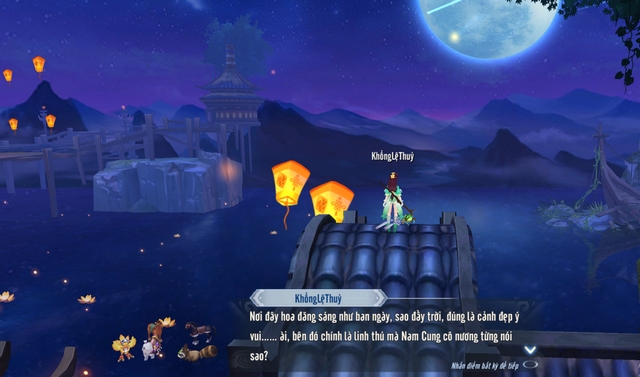 KhổngLệThuỷ
KhổngLệThuỷ
Nơi đây hoa đăng sáng như ban ngày, sao đầy trời, đúng là cảnh đẹp ý
vui...... ài, bên đó chính là linh thú mà Nam Cung cô nương từng nói
sao?
Nhấn điểm bất kỳ để tiếp